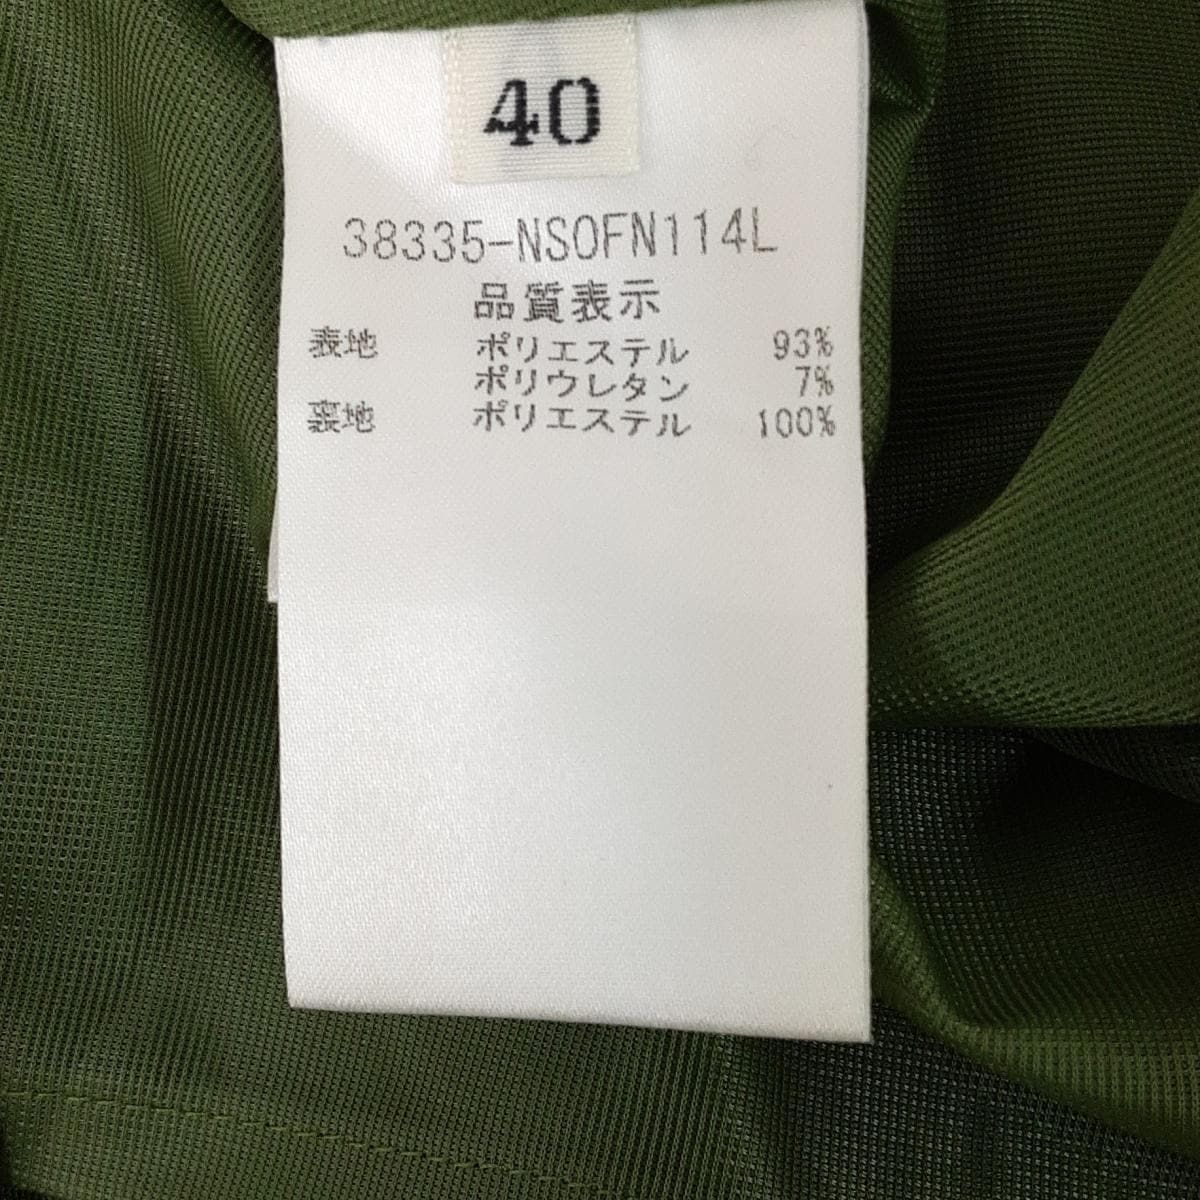 40
38335-NSOFN114L
品質表示
表地 ポリエステル 93%
ポリウレタン 7%
裏地 ポリエステル 100%